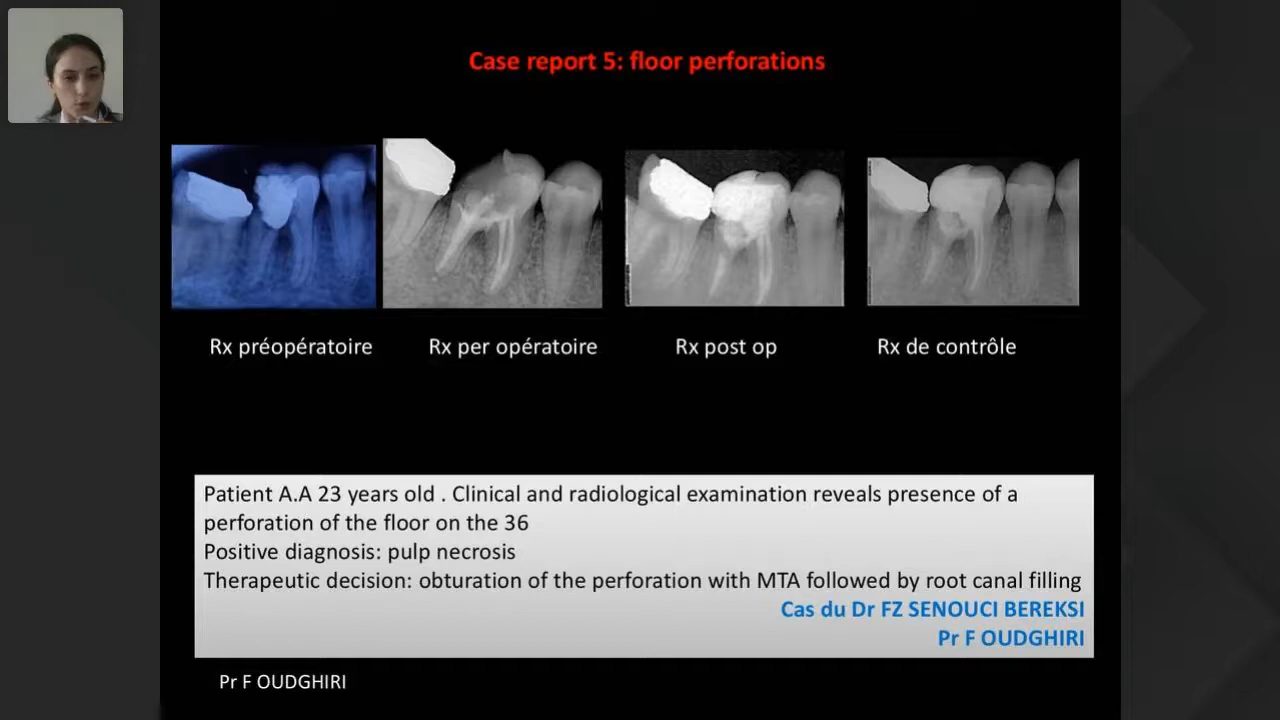 Case report 5: floor perforations
Rx préopératoire
Rx per opératoire
Rx post op
Rx de contrôle
Patient A.A 23 years old . Clinical and radiological examination reveals presence of a
perforation of the floor on the 36
Positive diagnosis: pulp necrosis
Therapeutic decision: obturation of the perforation with MTA followed by root canal filling
Cas du Dr FZ SENOUCI BEREKSI
Pr F OUDGHIRI
Pr F OUDGHIRI